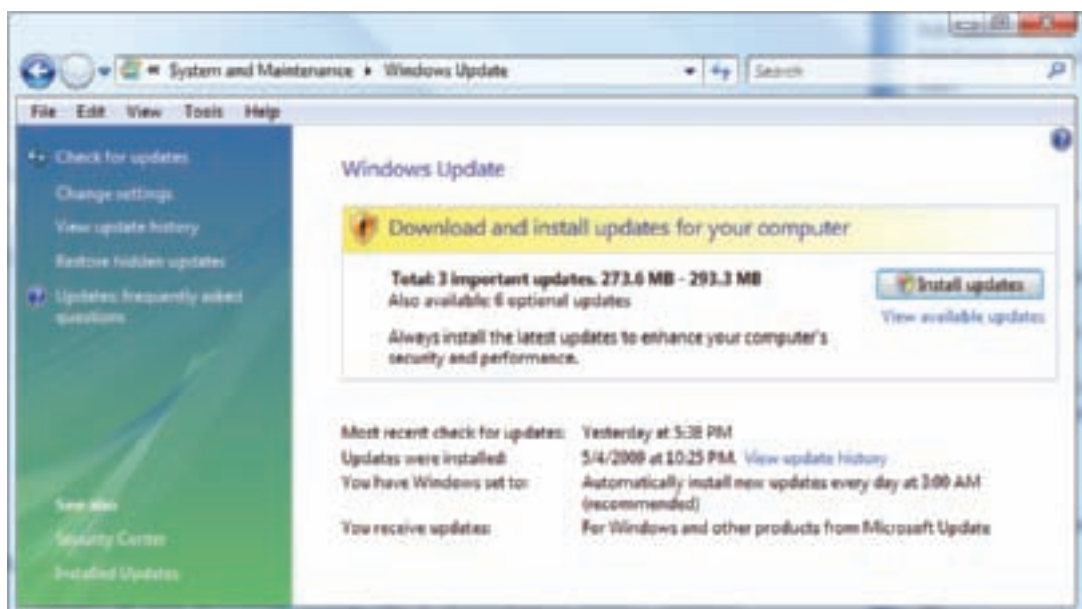 « System and Maintenance ▸ Windows Update
Search
File Edit View Tools Help
Check for updates
Change settings
View update history
Restore hidden updates
Updates: frequently asked
questions
See also
Security Center
Installed Updates
Windows Update
Download and install updates for your computer
Total: 3 important updates, 273.6 MB - 293.3 MB
Also available: 6 optional updates
Always install the latest updates to enhance your computer's
security and performance.
Install updates
View available updates
Most recent check for updates: Yesterday at 5:38 PM
Updates were installed: 5/4/2009 at 10:25 PM. View update history
You have Windows set to: Automatically install new updates every day at 3:00 AM
(recommended)
You receive updates: For Windows and other products from Microsoft Update